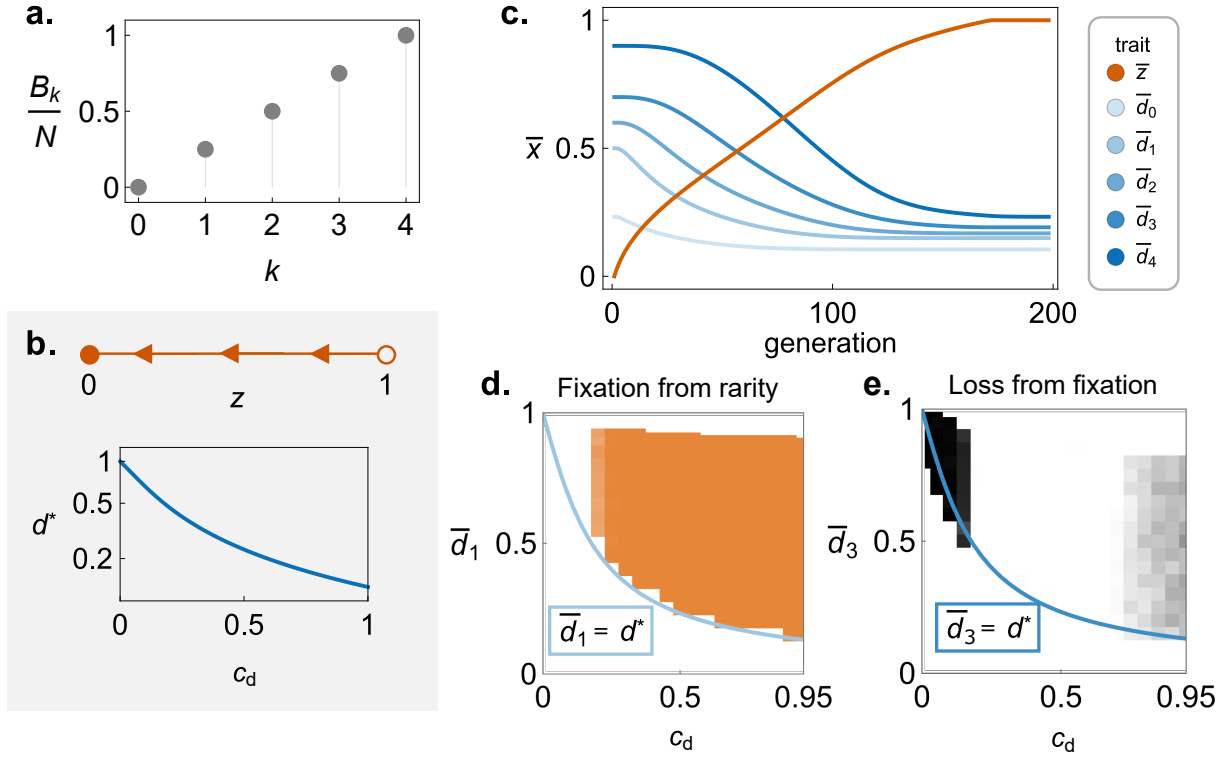 a.
B_k
N
1
0.5
0
0 1 2 3 4
k
b.
0 1
z
d*
1
0.5
0.2
0 0.5 1
c_d
c.
x̅
1
0.5
0
0 100 200
generation
trait
z̅
d̅_0
d̅_1
d̅_2
d̅_3
d̅_4
d.
Fixation from rarity
d̅_1
1
0.5
0
d̅_1 = d*
0 0.5 0.95
c_d
e.
Loss from fixation
d̅_3
1
0.5
0
d̅_3 = d*
0 0.5 0.95
c_d